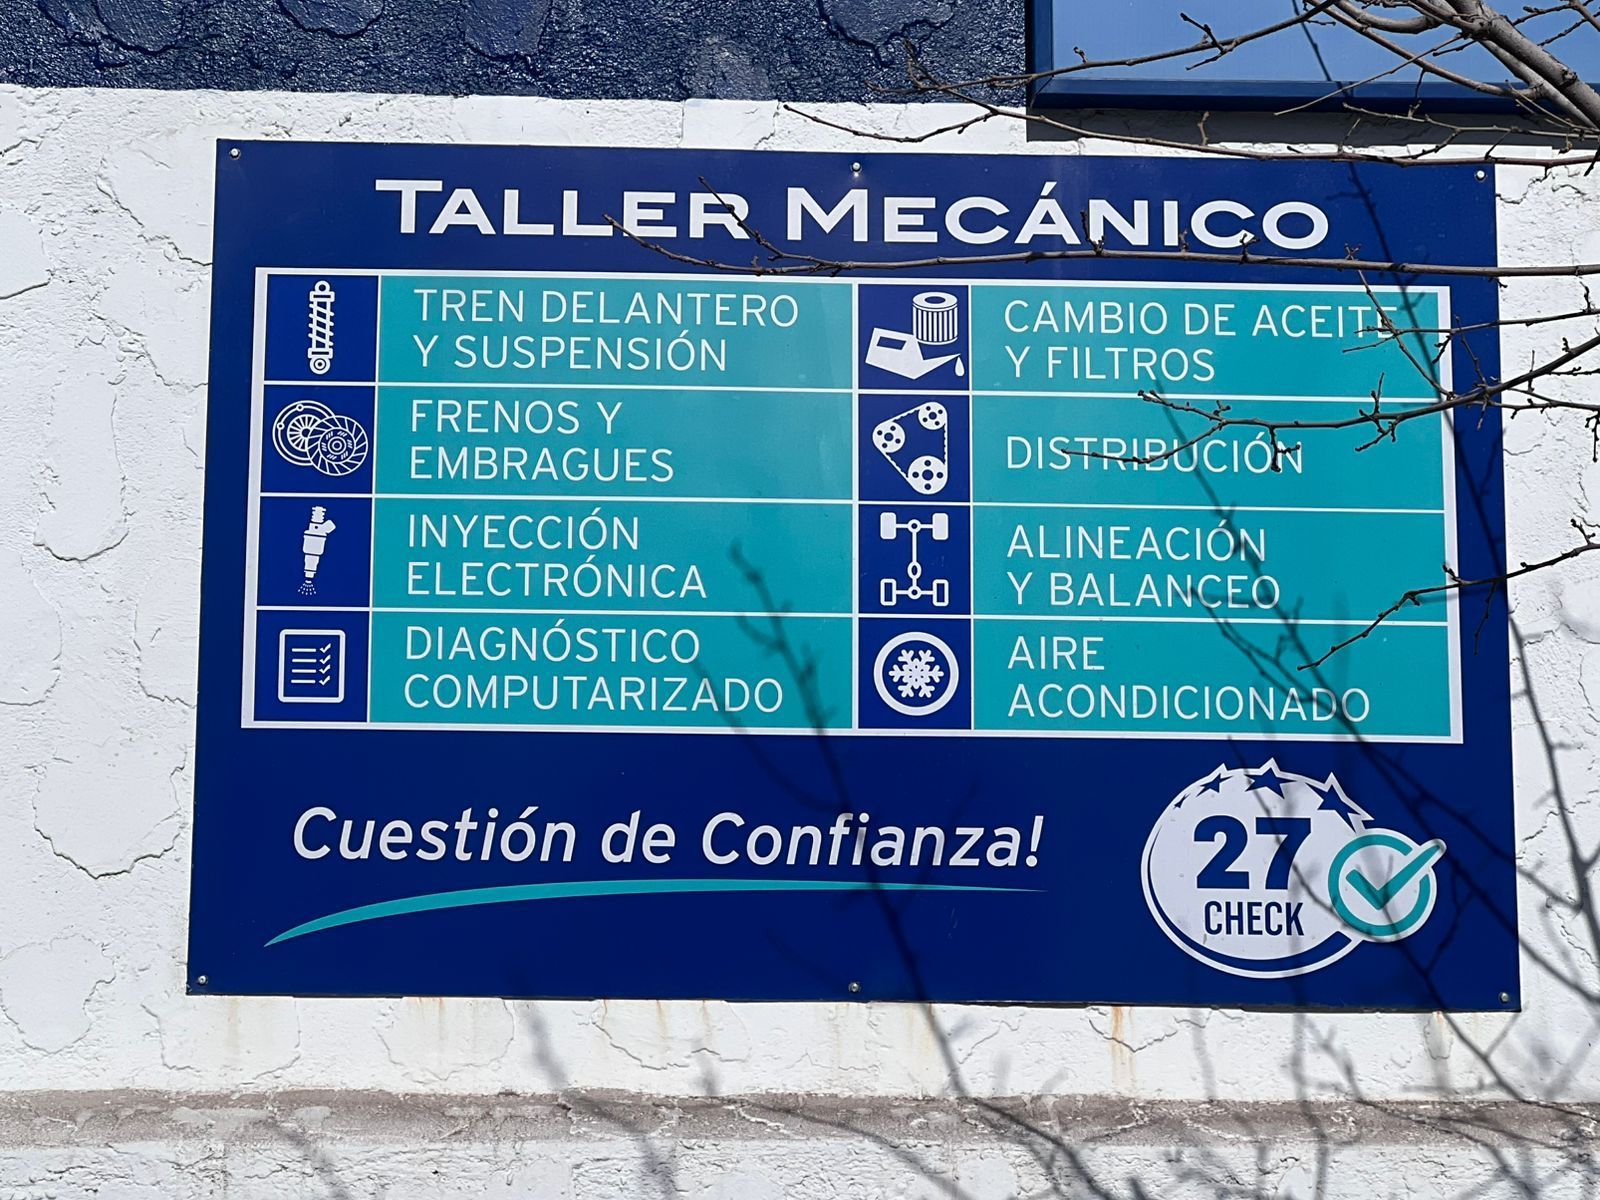 TALLER MECÁNICO
TREN DELANTERO
Y SUSPENSIÓN
CAMBIO DE ACEITE
Y FILTROS
FRENOS Y
EMBRAGUES
DISTRIBUCIÓN
INYECCIÓN
ELECTRÓNICA
ALINEACIÓN
Y BALANCEO
DIAGNÓSTICO
COMPUTARIZADO
AIRE
ACONDICIONADO
Cuestión de Confianza!
27
CHECK